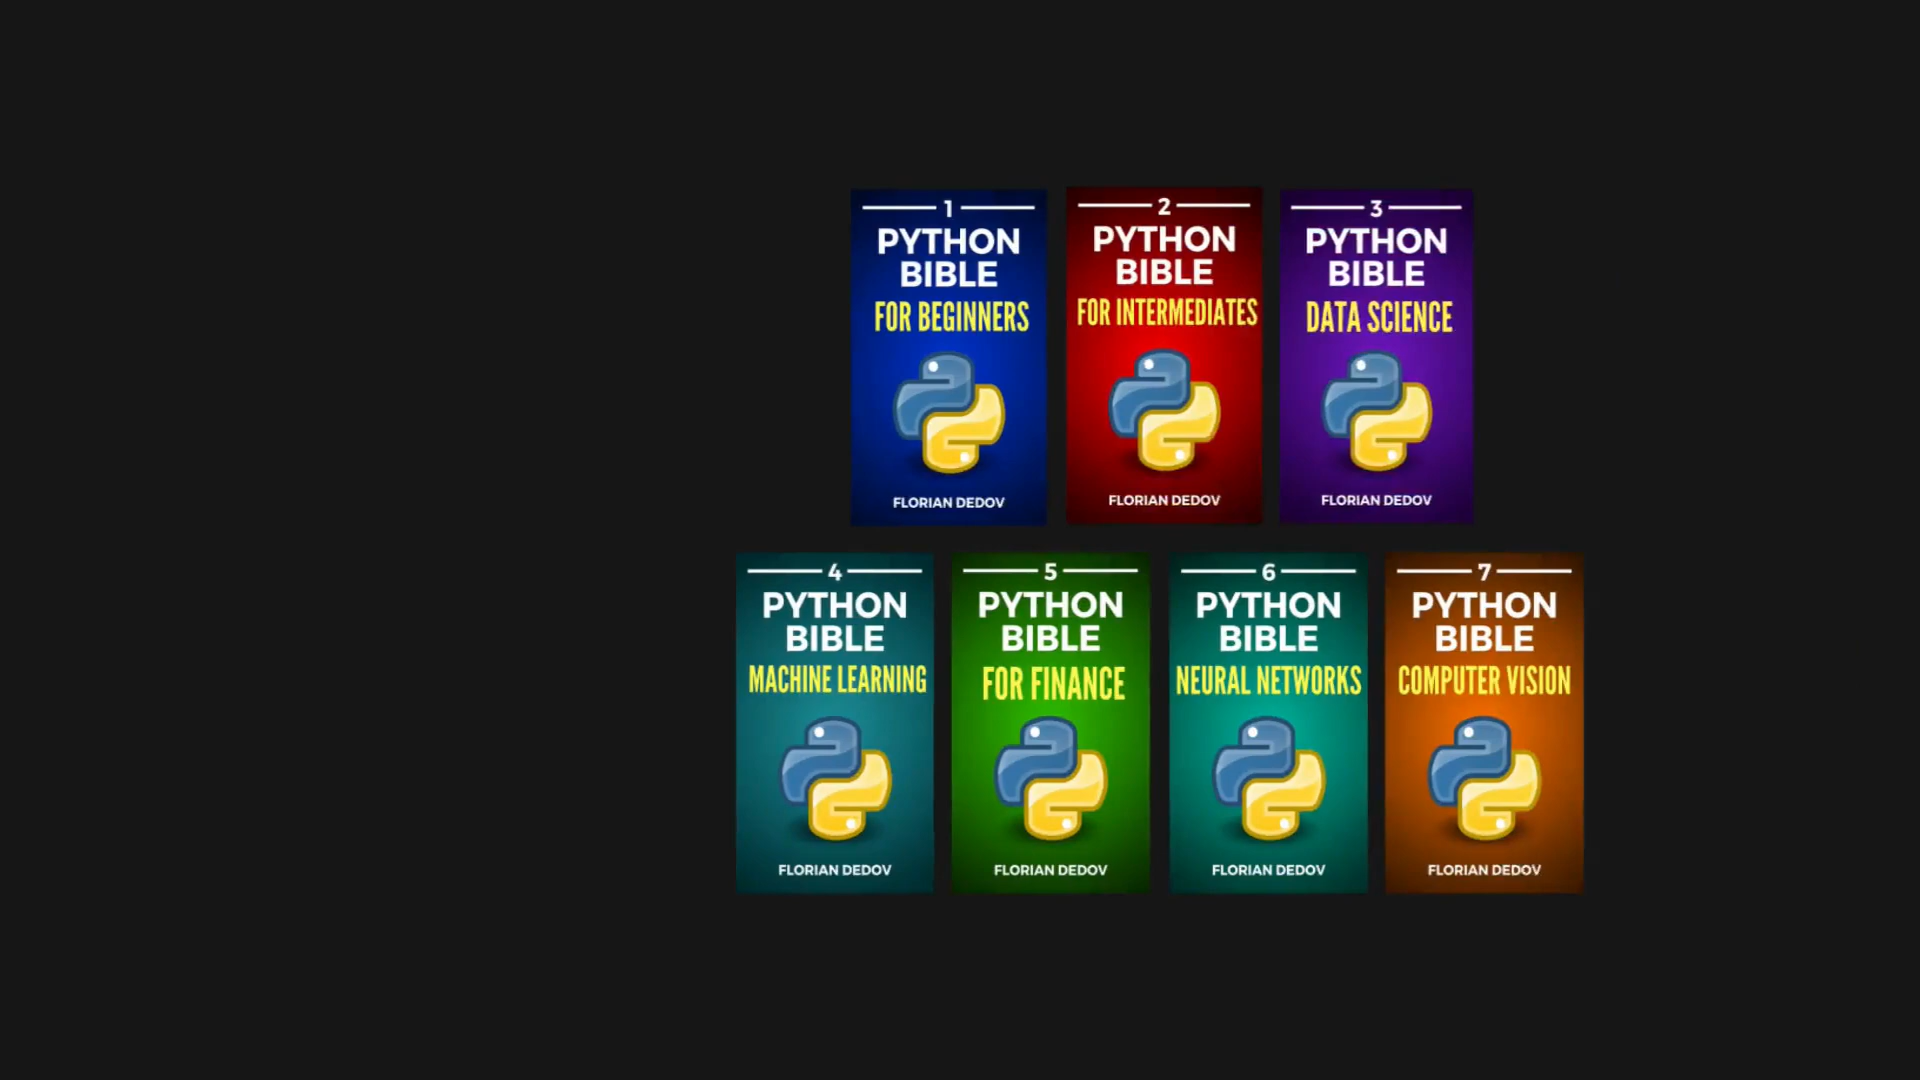 1
PYTHON
BIBLE
FOR BEGINNERS
FLORIAN DEDOV
2
PYTHON
BIBLE
FOR INTERMEDIATES
FLORIAN DEDOV
3
PYTHON
BIBLE
DATA SCIENCE
FLORIAN DEDOV
4
PYTHON
BIBLE
MACHINE LEARNING
FLORIAN DEDOV
5
PYTHON
BIBLE
FOR FINANCE
FLORIAN DEDOV
6
PYTHON
BIBLE
NEURAL NETWORKS
FLORIAN DEDOV
7
PYTHON
BIBLE
COMPUTER VISION
FLORIAN DEDOV